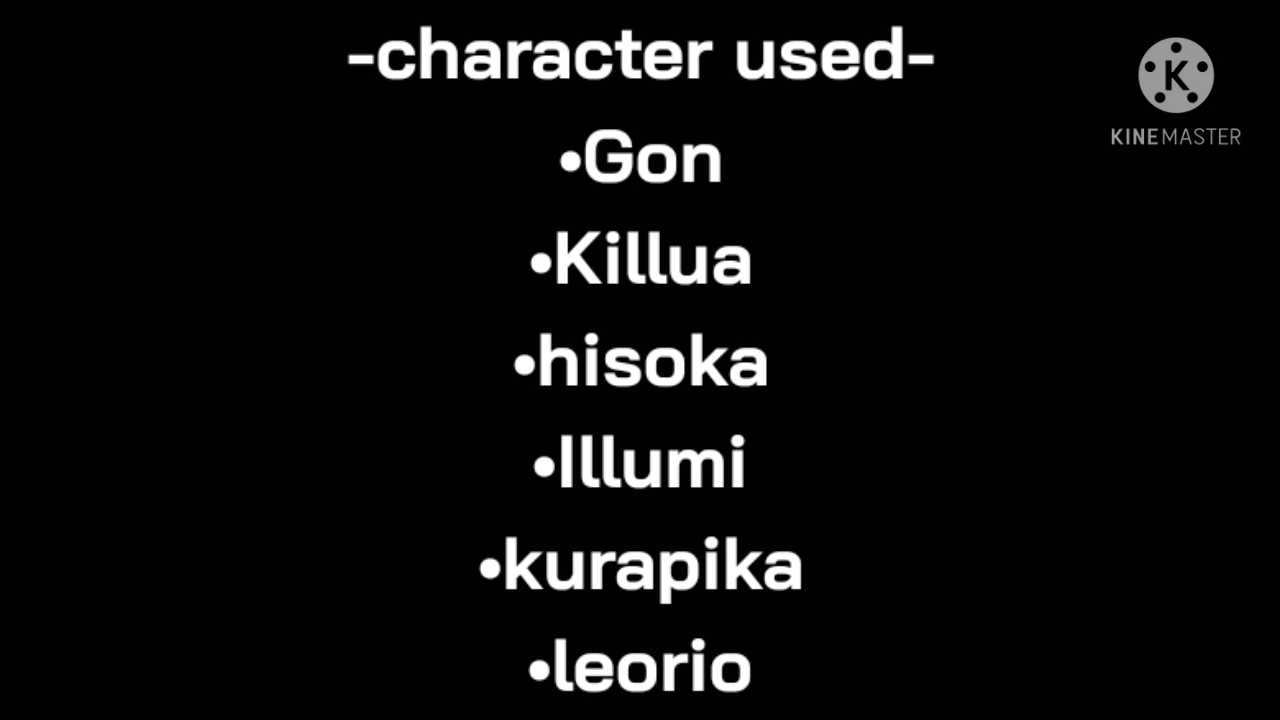 -character used-
•Gon
•Killua
•hisoka
•Illumi
•kurapika
•leorio
K
KINEMASTER